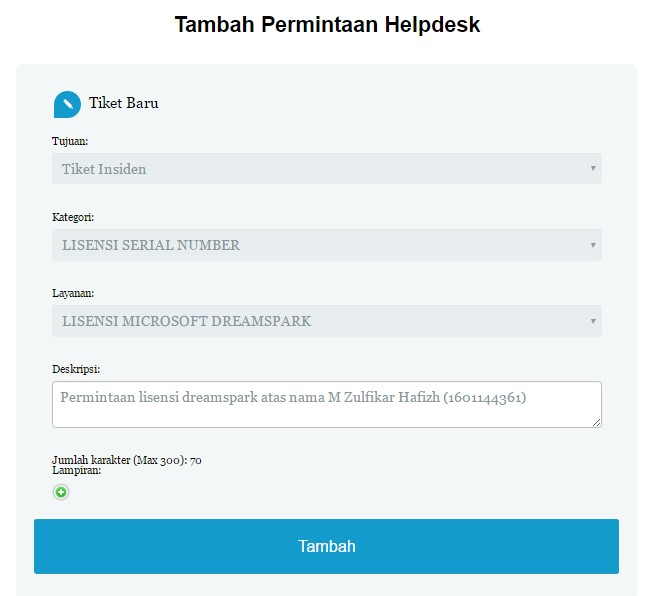 Tambah Permintaan Helpdesk
Tiket Baru
Tujuan:
Tiket Insiden
Kategori:
LISENSI SERIAL NUMBER
Layanan:
LISENSI MICROSOFT DREAMSPARK
Deskripsi:
Permintaan lisensi dreamspark atas nama M Zulfikar Hafizh (1601144361)
Jumlah karakter (Max 300): 70
Lampiran:
Tambah